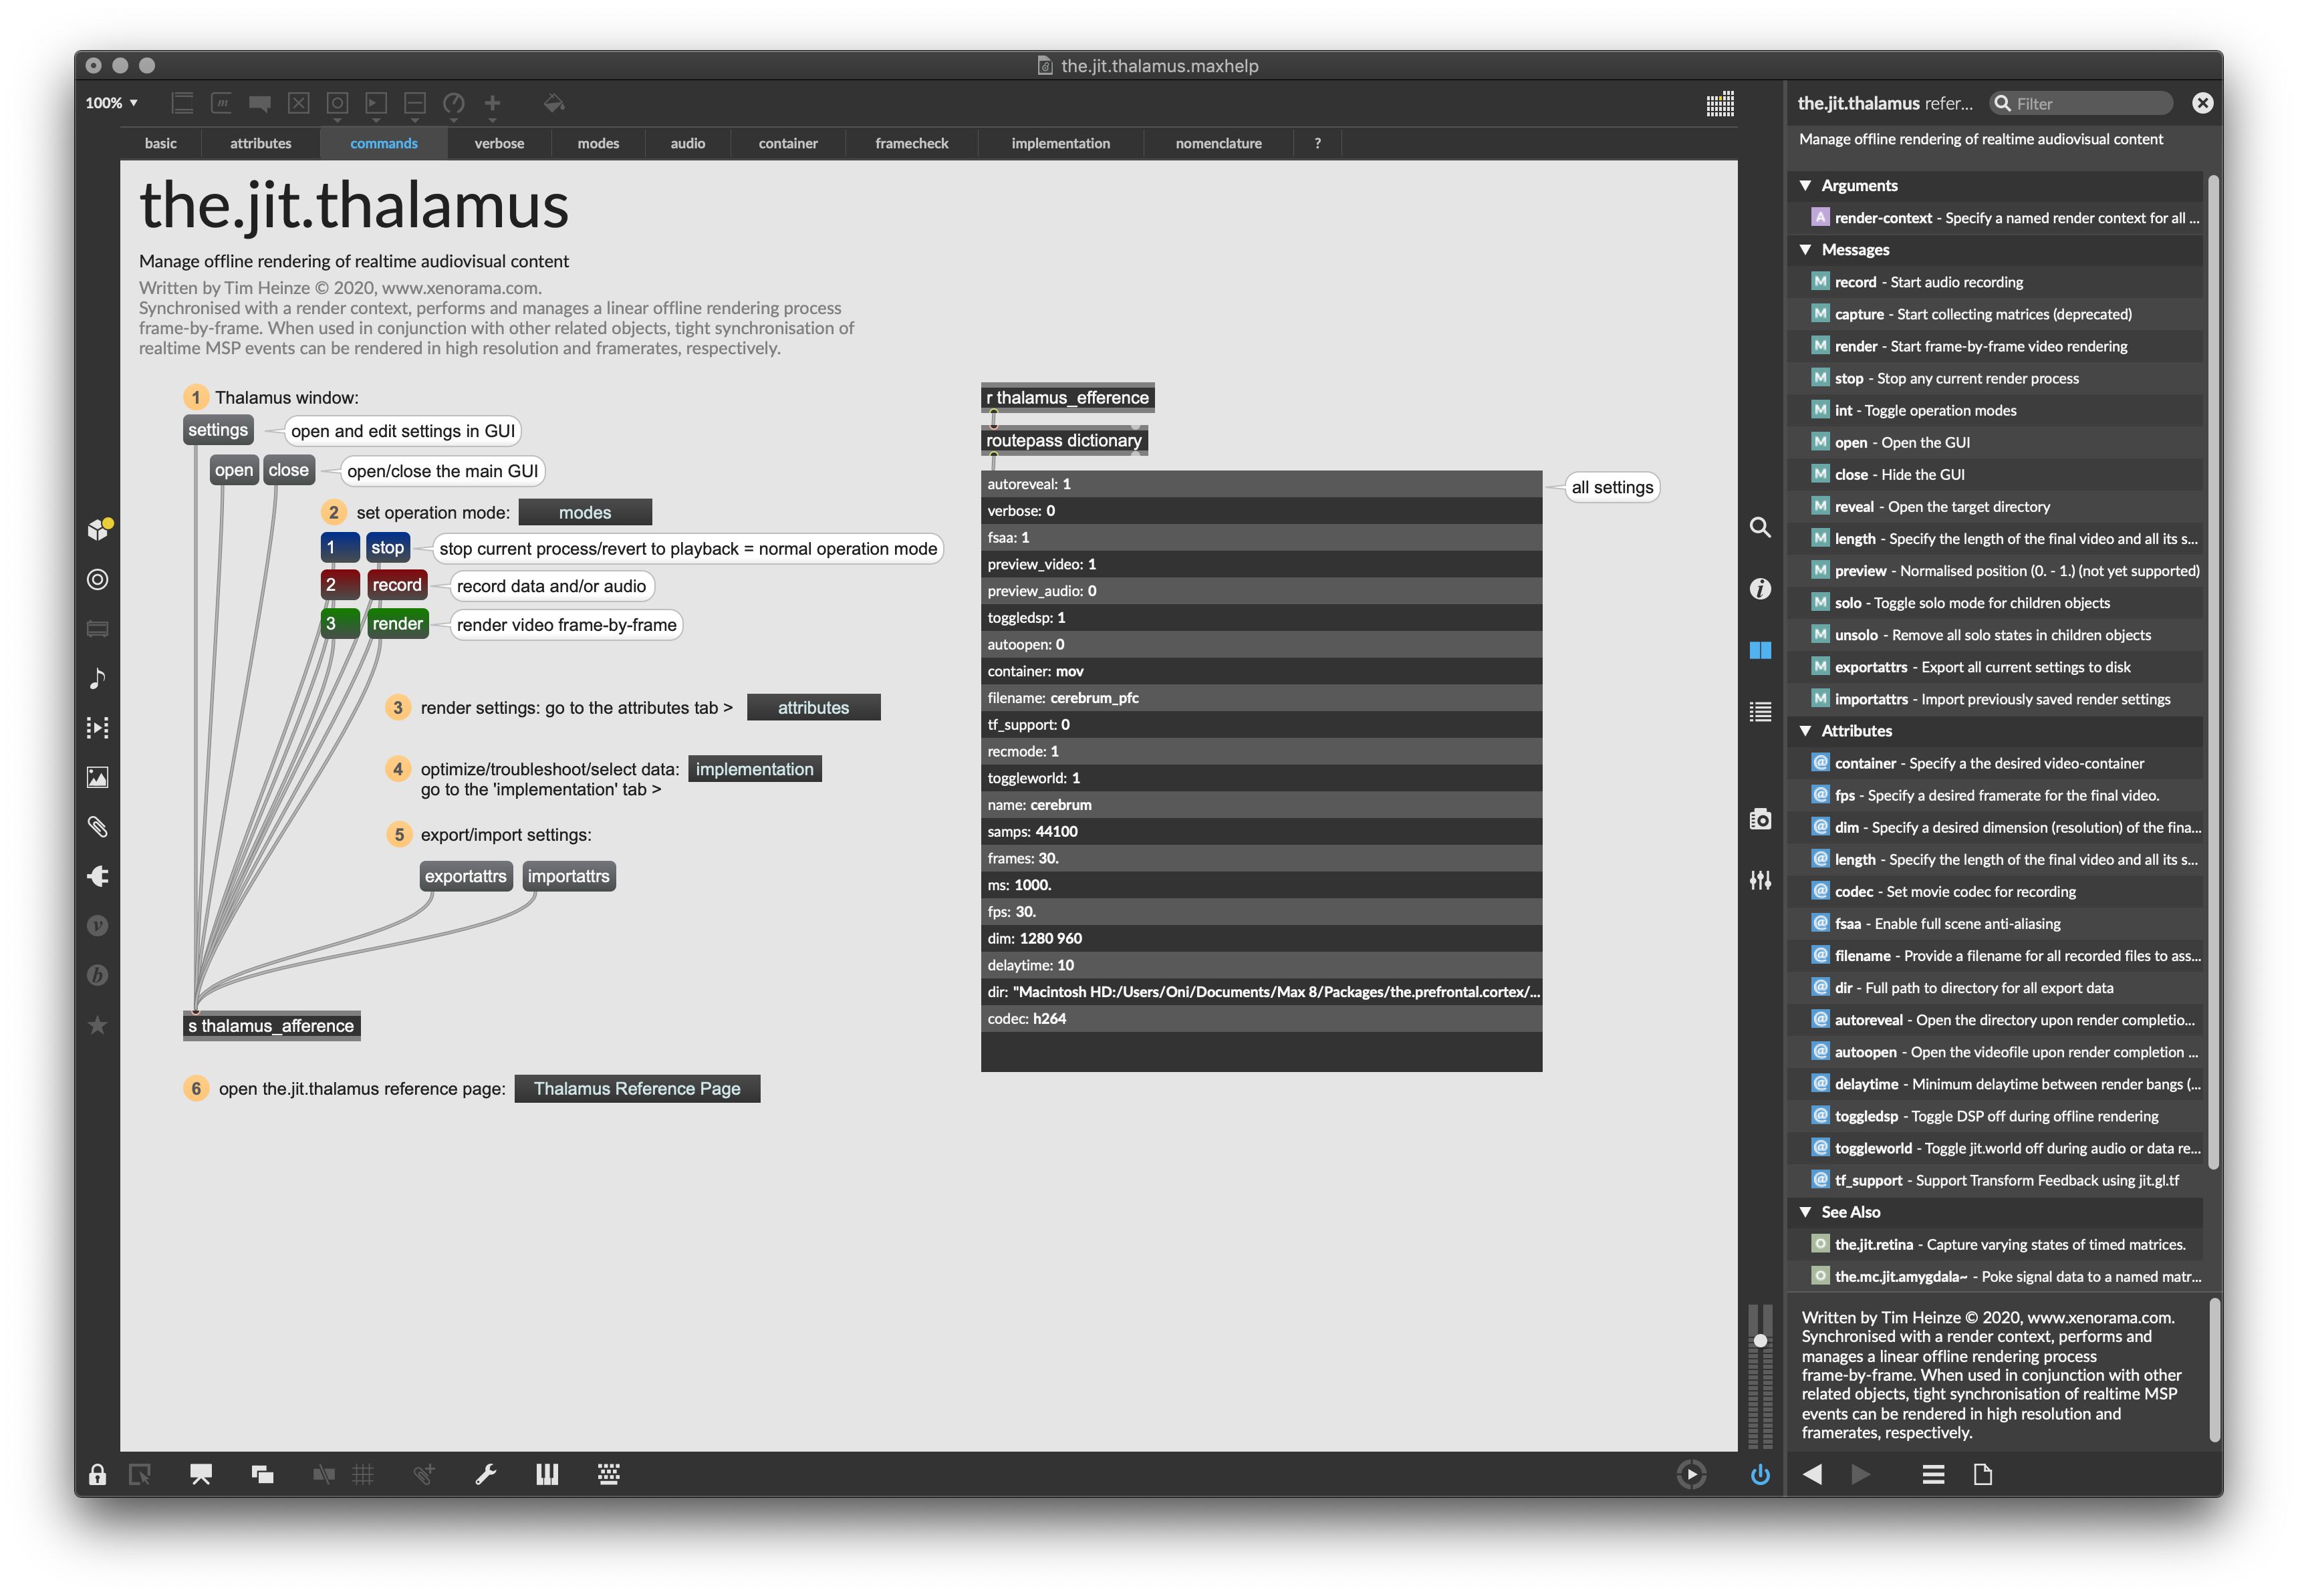 the.jit.thalamus.maxhelp
100%
basic
attributes
commands
verbose
modes
audio
container
framecheck
implementation
nomenclature
?
the.jit.thalamus
Manage offline rendering of realtime audiovisual content
Written by Tim Heinze © 2020, www.xenorama.com.
Synchronised with a render context, performs and manages a linear offline rendering process
frame-by-frame. When used in conjunction with other related objects, tight synchronisation of
realtime MSP events can be rendered in high resolution and framerates, respectively.
1 Thalamus window:
settings open and edit settings in GUI
open close open/close the main GUI
2 set operation mode: modes
1 stop stop current process/revert to playback = normal operation mode
2 record record data and/or audio
3 render render video frame-by-frame
3 render settings: go to the attributes tab > attributes
4 optimize/troubleshoot/select data: implementation
go to the 'implementation' tab >
5 export/import settings:
exportattrs importattrs
s thalamus_afference
6 open the.jit.thalamus reference page: Thalamus Reference Page
r thalamus_efference
routepass dictionary
all settings
autoreveal: 1
verbose: 0
fsaa: 1
preview_video: 1
preview_audio: 0
toggledsp: 1
autoopen: 0
container: mov
filename: cerebrum_pfc
tf_support: 0
recmode: 1
toggleworld: 1
name: cerebrum
samps: 44100
frames: 30.
ms: 1000.
fps: 30.
dim: 1280 960
delaytime: 10
dir: "Macintosh HD:/Users/Oni/Documents/Max 8/Packages/the.prefrontal.cortex/...
codec: h264
the.jit.thalamus refer... Filter
Manage offline rendering of realtime audiovisual content
Arguments
A render-context - Specify a named render context for all ...
Messages
M record - Start audio recording
M capture - Start collecting matrices (deprecated)
M render - Start frame-by-frame video rendering
M stop - Stop any current render process
M int - Toggle operation modes
M open - Open the GUI
M close - Hide the GUI
M reveal - Open the target directory
M length - Specify the length of the final video and all its s...
M preview - Normalised position (0. - 1.) (not yet supported)
M solo - Toggle solo mode for children objects
M unsolo - Remove all solo states in children objects
M exportattrs - Export all current settings to disk
M importattrs - Import previously saved render settings
Attributes
@ container - Specify a the desired video-container
@ fps - Specify a desired framerate for the final video.
@ dim - Specify a desired dimension (resolution) of the fina...
@ length - Specify the length of the final video and all its s...
@ codec - Set movie codec for recording
@ fsaa - Enable full scene anti-aliasing
@ filename - Provide a filename for all recorded files to ass...
@ dir - Full path to directory for all export data
@ autoreveal - Open the directory upon render completio...
@ autoopen - Open the videofile upon render completion ...
@ delaytime - Minimum delaytime between render bangs (...
@ toggledsp - Toggle DSP off during offline rendering
@ toggleworld - Toggle jit.world off during audio or data re...
@ tf_support - Support Transform Feedback using jit.gl.tf
See Also
O the.jit.retina - Capture varying states of timed matrices.
O the.mc.jit.amygdala~ - Poke signal data to a named matr...
Written by Tim Heinze © 2020, www.xenorama.com.
Synchronised with a render context, performs and
manages a linear offline rendering process
frame-by-frame. When used in conjunction with other
related objects, tight synchronisation of realtime MSP
events can be rendered in high resolution and
framerates, respectively.